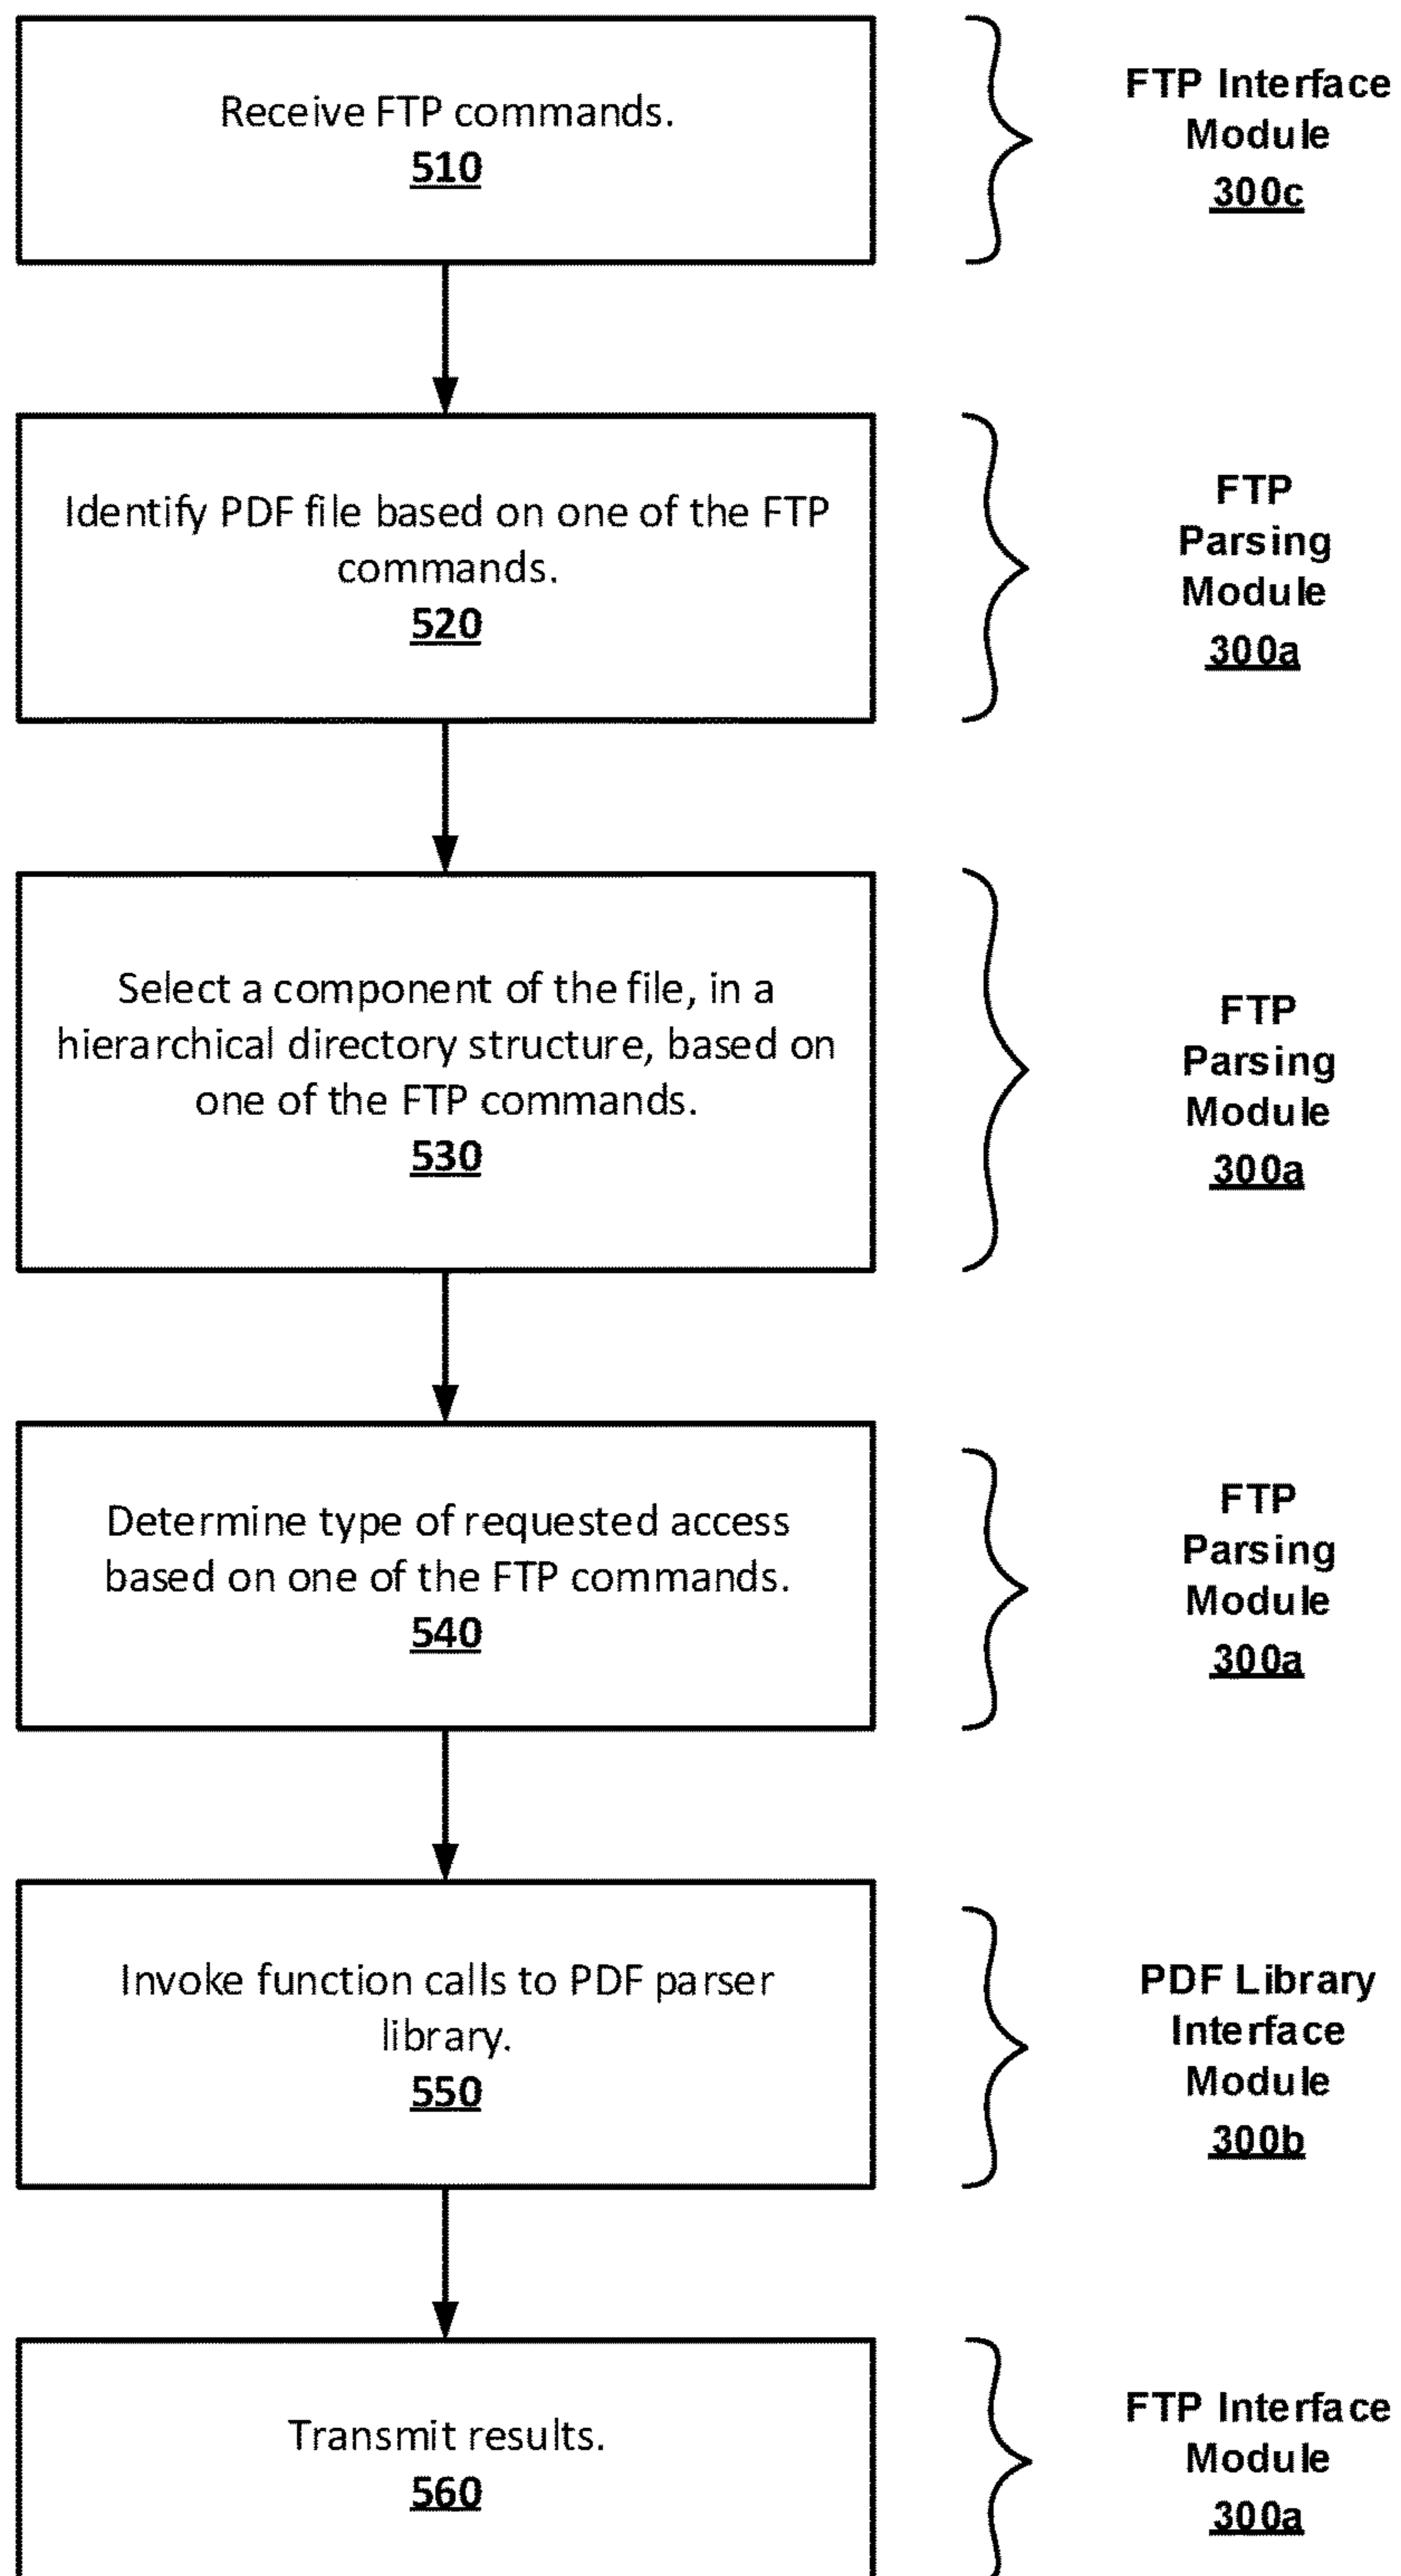 Receive FTP commands.
510
FTP Interface
Module
300c
Identify PDF file based on one of the FTP
commands.
520
FTP
Parsing
Module
300a
Select a component of the file, in a
hierarchical directory structure, based on
one of the FTP commands.
530
FTP
Parsing
Module
300a
Determine type of requested access
based on one of the FTP commands.
540
FTP
Parsing
Module
300a
Invoke function calls to PDF parser
library.
550
PDF Library
Interface
Module
300b
Transmit results.
560
FTP Interface
Module
300a